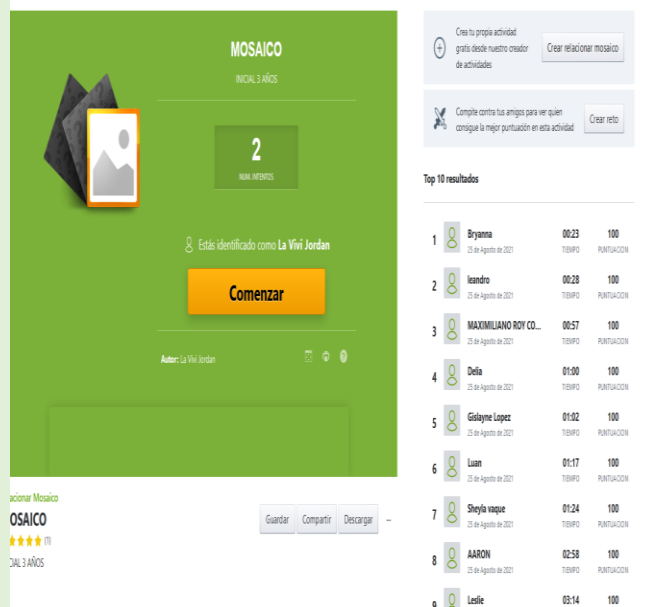 MOSAICO
INICIAL 3 AÑOS
2
NUM. INTENTOS
Estás identificado como La Vivi Jordan
Comenzar
Autor: La Vivi Jordan
acionar Mosaico
OSAICO
(1)
CIAL 3 AÑOS
Guardar Compartir Descargar ...
Crea tu propia actividad
gratis desde nuestro creador
de actividades
Crear relacionar mosaico
Compite contra tus amigos para ver quien
consigue la mejor puntuación en esta actividad
Crear reto
Top 10 resultados
1 Bryanna 00:23 100
25 de Agosto de 2021 TIEMPO PUNTUACION
2 leandro 00:28 100
25 de Agosto de 2021 TIEMPO PUNTUACION
3 MAXIMILIANO ROY CO... 00:57 100
25 de Agosto de 2021 TIEMPO PUNTUACION
4 Delia 01:00 100
25 de Agosto de 2021 TIEMPO PUNTUACION
5 Gislayne Lopez 01:02 100
25 de Agosto de 2021 TIEMPO PUNTUACION
6 Luan 01:17 100
25 de Agosto de 2021 TIEMPO PUNTUACION
7 Sheyla vaque 01:24 100
25 de Agosto de 2021 TIEMPO PUNTUACION
8 AARON 02:58 100
25 de Agosto de 2021 TIEMPO PUNTUACION
9 Leslie 03:14 100